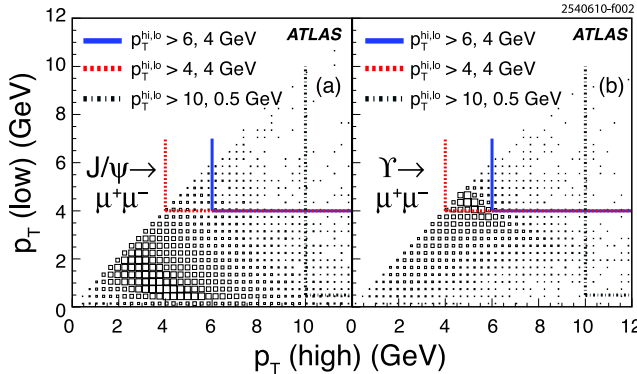 2540610-f002
p_T^{hi,lo} > 6, 4 GeV ATLAS
p_T^{hi,lo} > 4, 4 GeV
p_T^{hi,lo} > 10, 0.5 GeV (a)
J/ψ→
μ⁺μ⁻
p_T^{hi,lo} > 6, 4 GeV ATLAS
p_T^{hi,lo} > 4, 4 GeV
p_T^{hi,lo} > 10, 0.5 GeV (b)
ϒ→
μ⁺μ⁻
p_T (low) (GeV)
12
10
8
6
4
2
0
0 2 4 6 8 10 12 0 2 4 6 8 10 12
p_T (high) (GeV)